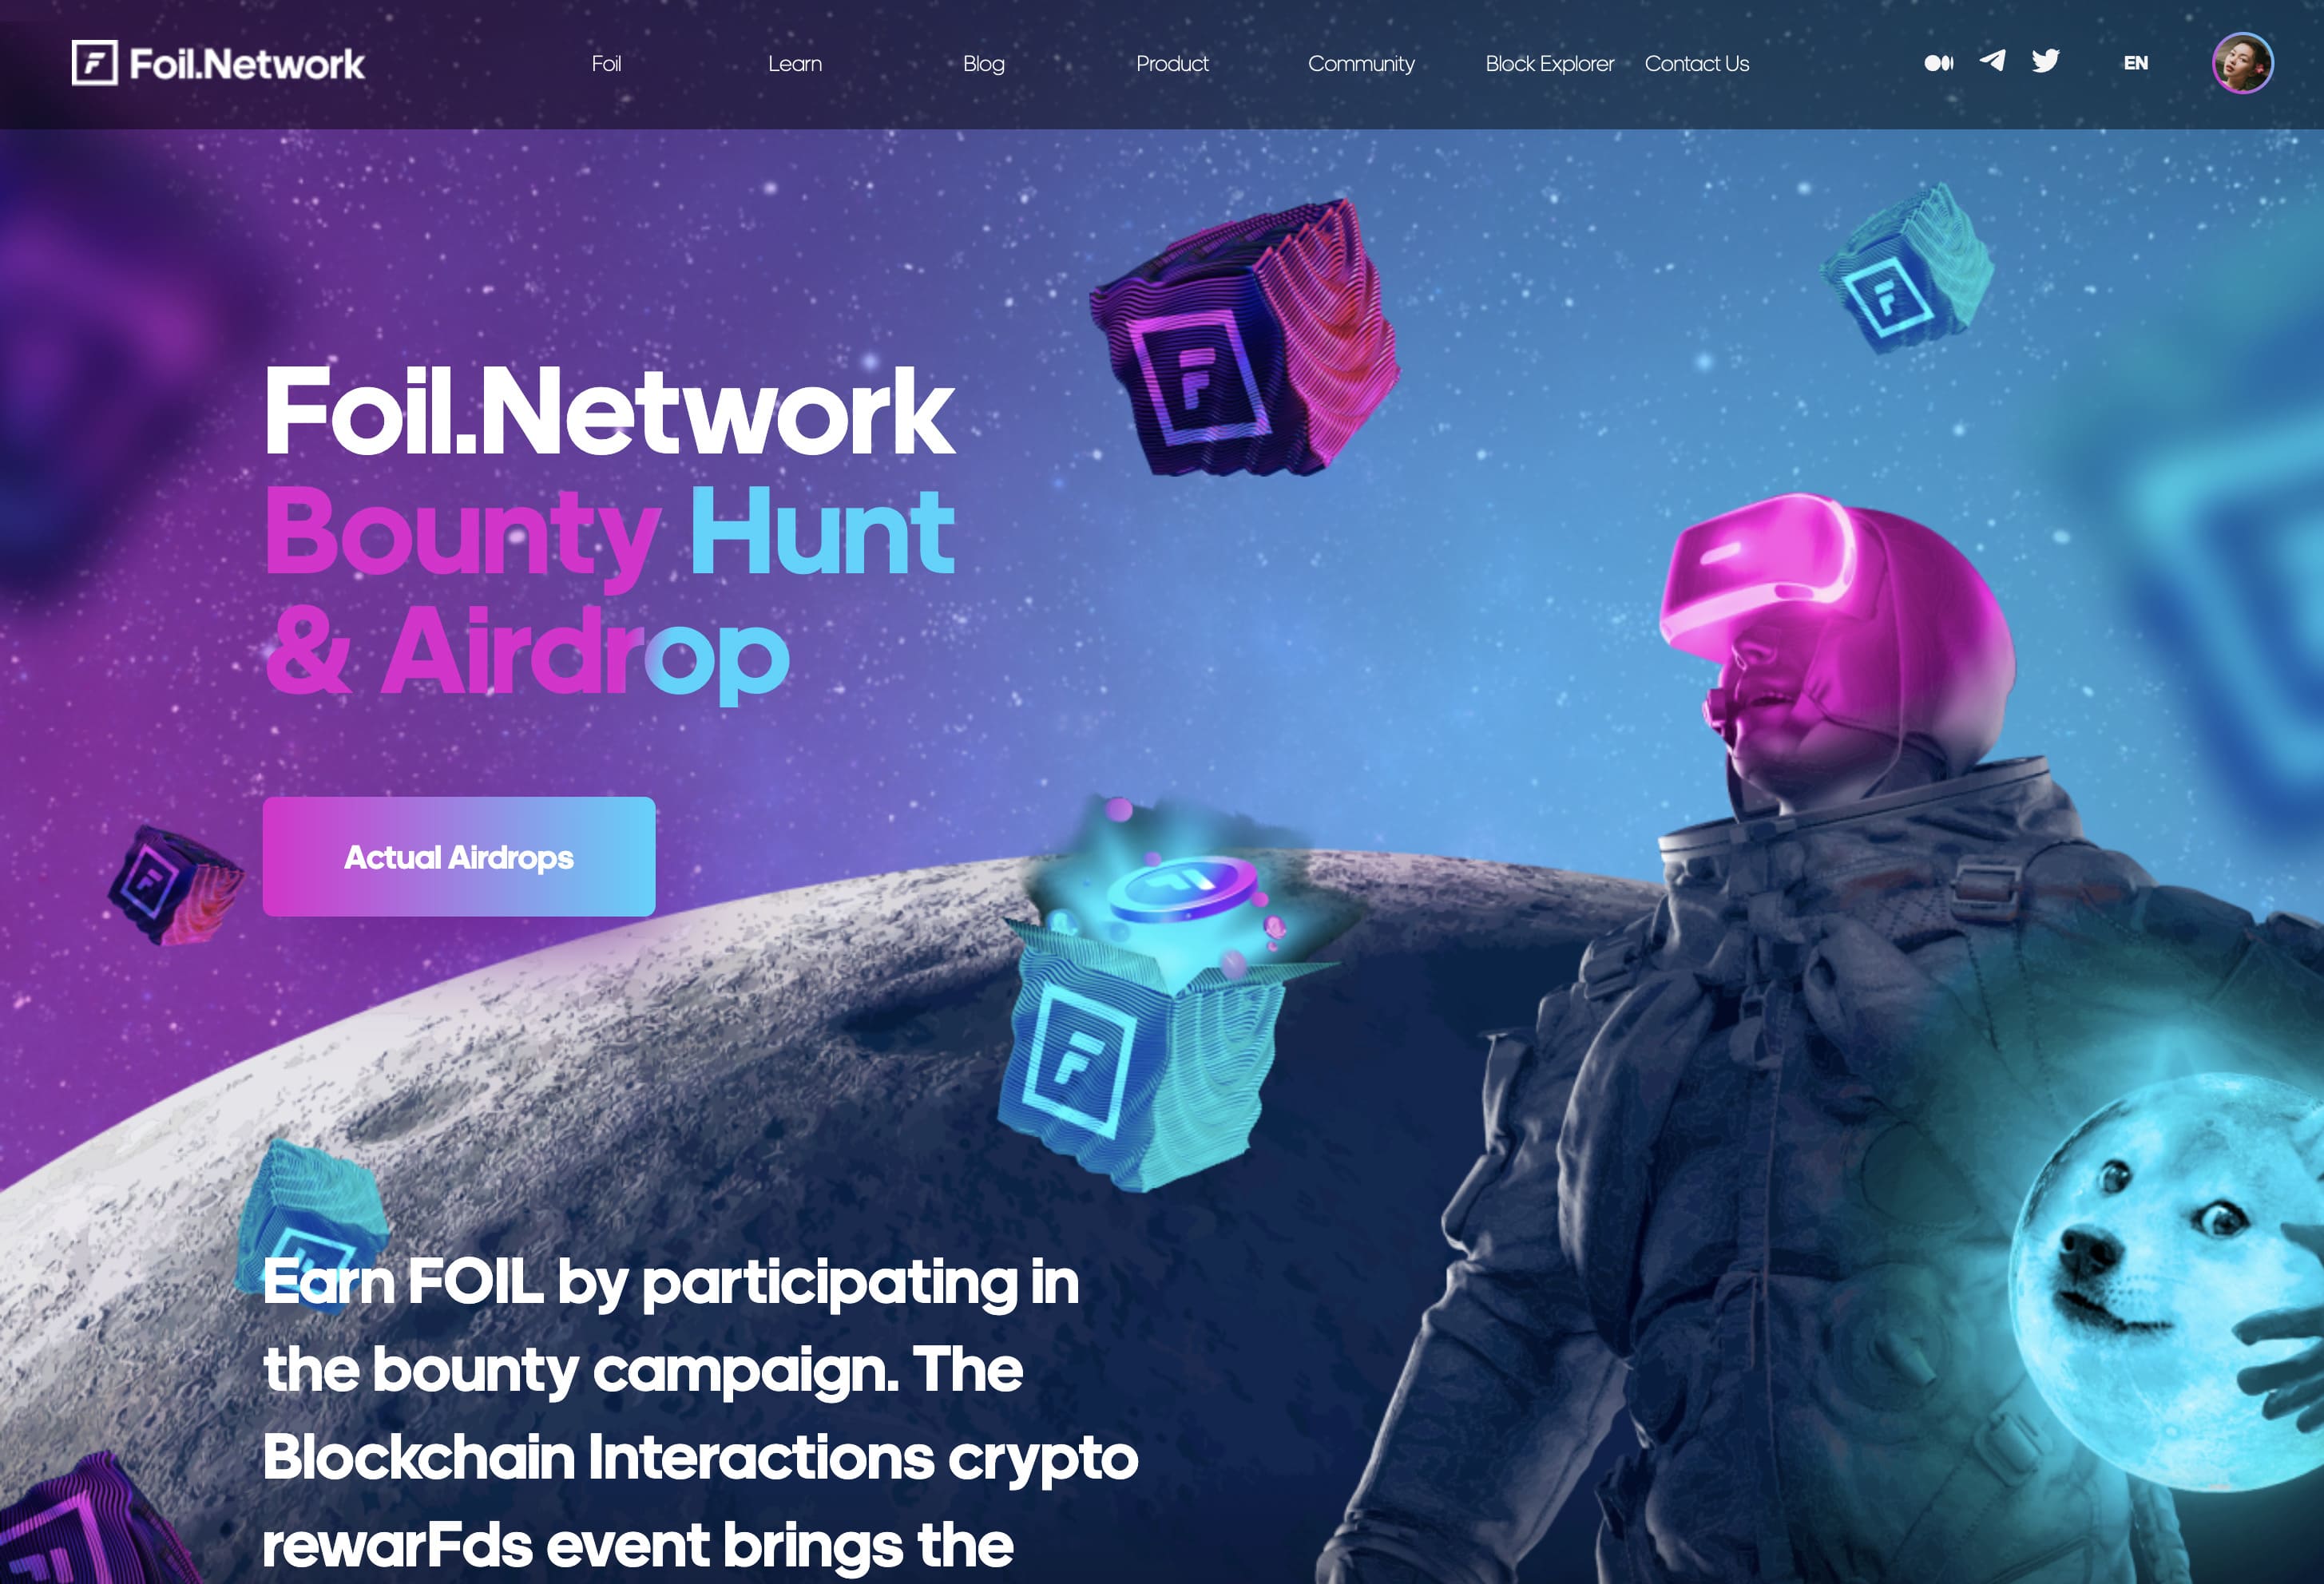 Foil.Network
Foil
Learn
Blog
Product
Community
Block Explorer
Contact Us
EN
Foil.Network
Bounty Hunt
& Airdrop
Actual Airdrops
Earn FOIL by participating in
the bounty campaign. The
Blockchain Interactions crypto
rewarFds event brings the